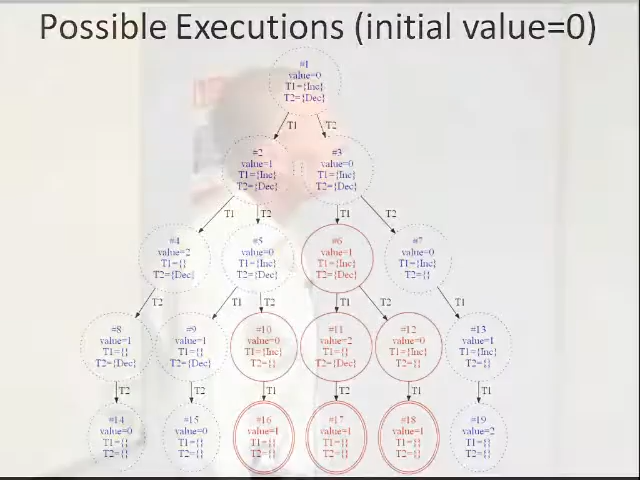 Possible Executions (initial value=0)
#1
value=0
T1={Inc}
T2={Dec}
T1 T2
#2
value=1
T1={Inc}
T2={Dec}
#3
value=0
T1={Inc}
T2={Dec}
T1 T2 T1 T2
#4
value=2
T1={}
T2={Dec}
#5
value=0
T1={Inc}
T2={Dec}
#6
value=1
T1={Inc}
T2={Dec}
#7
value=0
T1={Inc}
T2={}
T2 T1 T2 T1 T2 T1
#8
value=1
T1={}
T2={Dec}
#9
value=1
T1={}
T2={Dec}
#10
value=0
T1={Inc}
T2={}
#11
value=2
T1={}
T2={Dec}
#12
value=0
T1={Inc}
T2={}
#13
value=1
T1={Inc}
T2={}
T2 T2 T1 T2 T1 T1
#14
value=0
T1={}
T2={}
#15
value=0
T1={}
T2={}
#16
value=1
T1={}
T2={}
#17
value=1
T1={}
T2={}
#18
value=1
T1={}
T2={}
#19
value=2
T1={}
T2={}